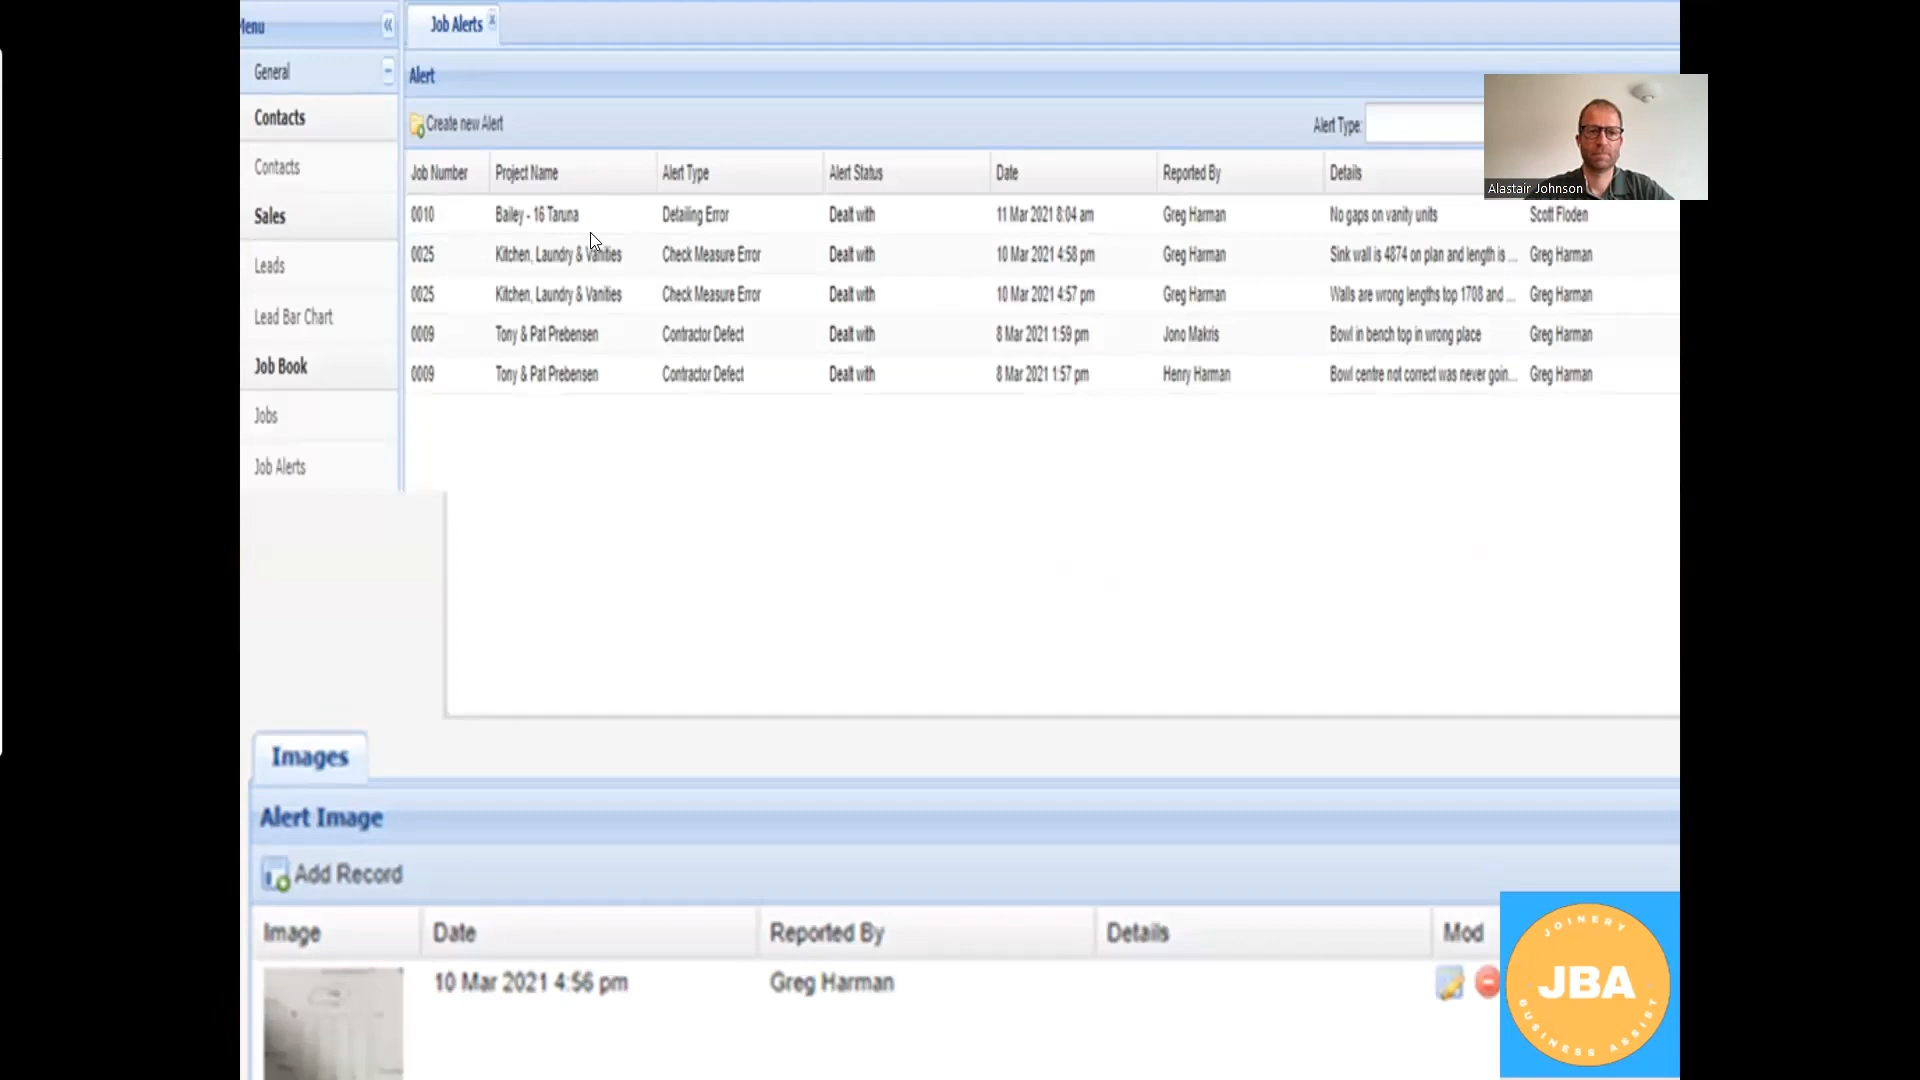 Menu
General
Contacts
Contacts
Sales
Leads
Lead Bar Chart
Job Book
Jobs
Job Alerts
Job Alerts
Alert
Create new Alert
Alert Type:
Job Number Project Name Alert Type Alert Status Date Reported By Details
0010 Bailey - 16 Taruna Detailing Error Dealt with 11 Mar 2021 8:04 am Greg Harman No gaps on vanity units Scott Floden
0025 Kitchen, Laundry & Vanities Check Measure Error Dealt with 10 Mar 2021 4:58 pm Greg Harman Sink wall is 4874 on plan and length is ... Greg Harman
0025 Kitchen, Laundry & Vanities Check Measure Error Dealt with 10 Mar 2021 4:57 pm Greg Harman Walls are wrong lengths top 1708 and ... Greg Harman
0009 Tony & Pat Prebensen Contractor Defect Dealt with 8 Mar 2021 1:59 pm Jono Makris Bowl in bench top in wrong place Greg Harman
0009 Tony & Pat Prebensen Contractor Defect Dealt with 8 Mar 2021 1:57 pm Henry Harman Bowl centre not correct was never goin... Greg Harman
Alastair Johnson
Images
Alert Image
Add Record
Image Date Reported By Details Mod
10 Mar 2021 4:56 pm Greg Harman
JOINERY
JBA
BUSINESS ASSIST